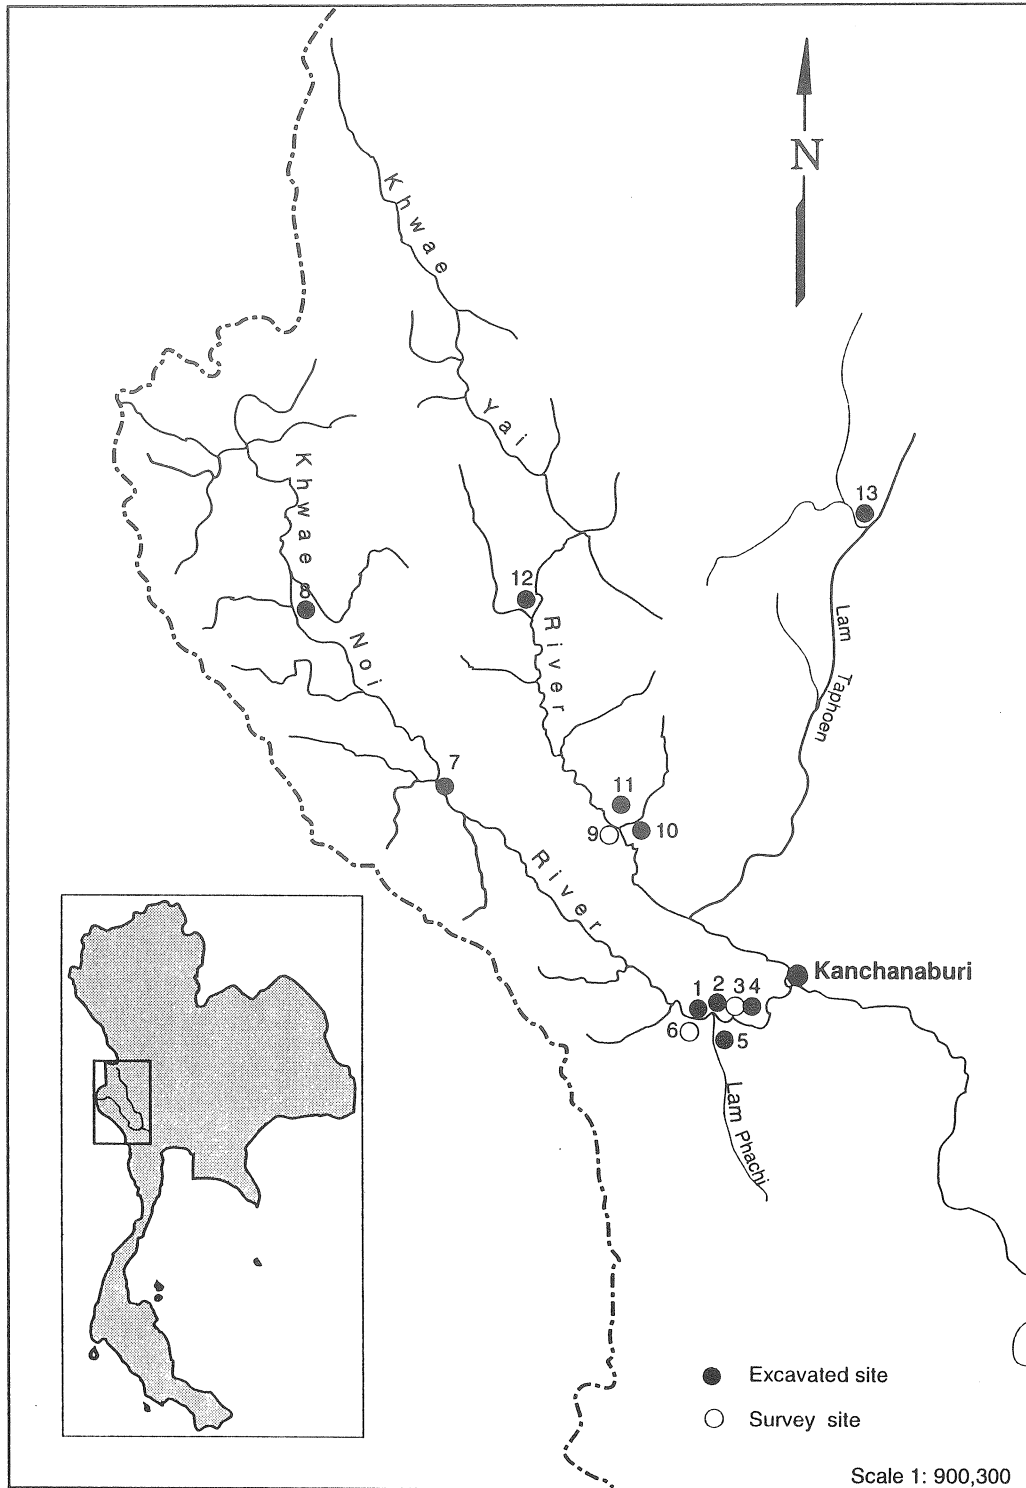 N
Khwae
Yai
River
Khwae
Noi
River
13
12
8
Lam
Taphoen
7
11
9
10
Kanchanaburi
1
2
3
4
6
5
Lam Phachi
Excavated site
Survey site
Scale 1: 900,300